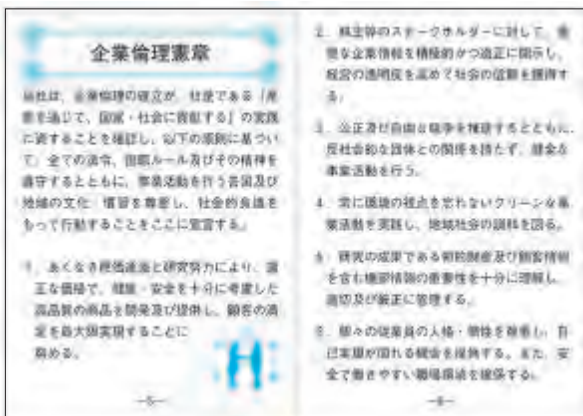 企業倫理憲章
当社は、企業倫理の確立が、社是である「産
業を通じて、国家・社会に貢献する」の実践
に資することを確認し、以下の原則に基づい
て、全ての法令、国際ルール及びその精神を
遵守するとともに、事業活動を行う各国及び
地域の文化、慣習を尊重し、社会的良識を
もって行動することをここに宣言する。
1．あくなき
正な価格で、健康・安全を十分に考慮した
高品質の商品を開発及び提供し、顧客の満
足を最大限実現することに
努める。
—5—
2．株主等のステークホルダーに対して、重
要な企業情報を積極的かつ適正に開示し、
経営の透明度を高めて社会の信頼を獲得す
る。
3．公正及び自由な競争を推進するとともに、
反社会的な団体との関係を持たず、健全な
事業活動を行う。
4．常に環境の視点を忘れないクリーンな事
業活動を実践し、地域社会との調和を図る。
5．研究の成果である知的財産及び顧客情報
を含む機密情報の重要性を十分に理解し、
適切及び厳正に管理する。
6．個々の従業員の人格・個性を尊重し、自
己実現が図れる機会を提供する。また、安
全で働きやすい職場環境を確保する。
—6—